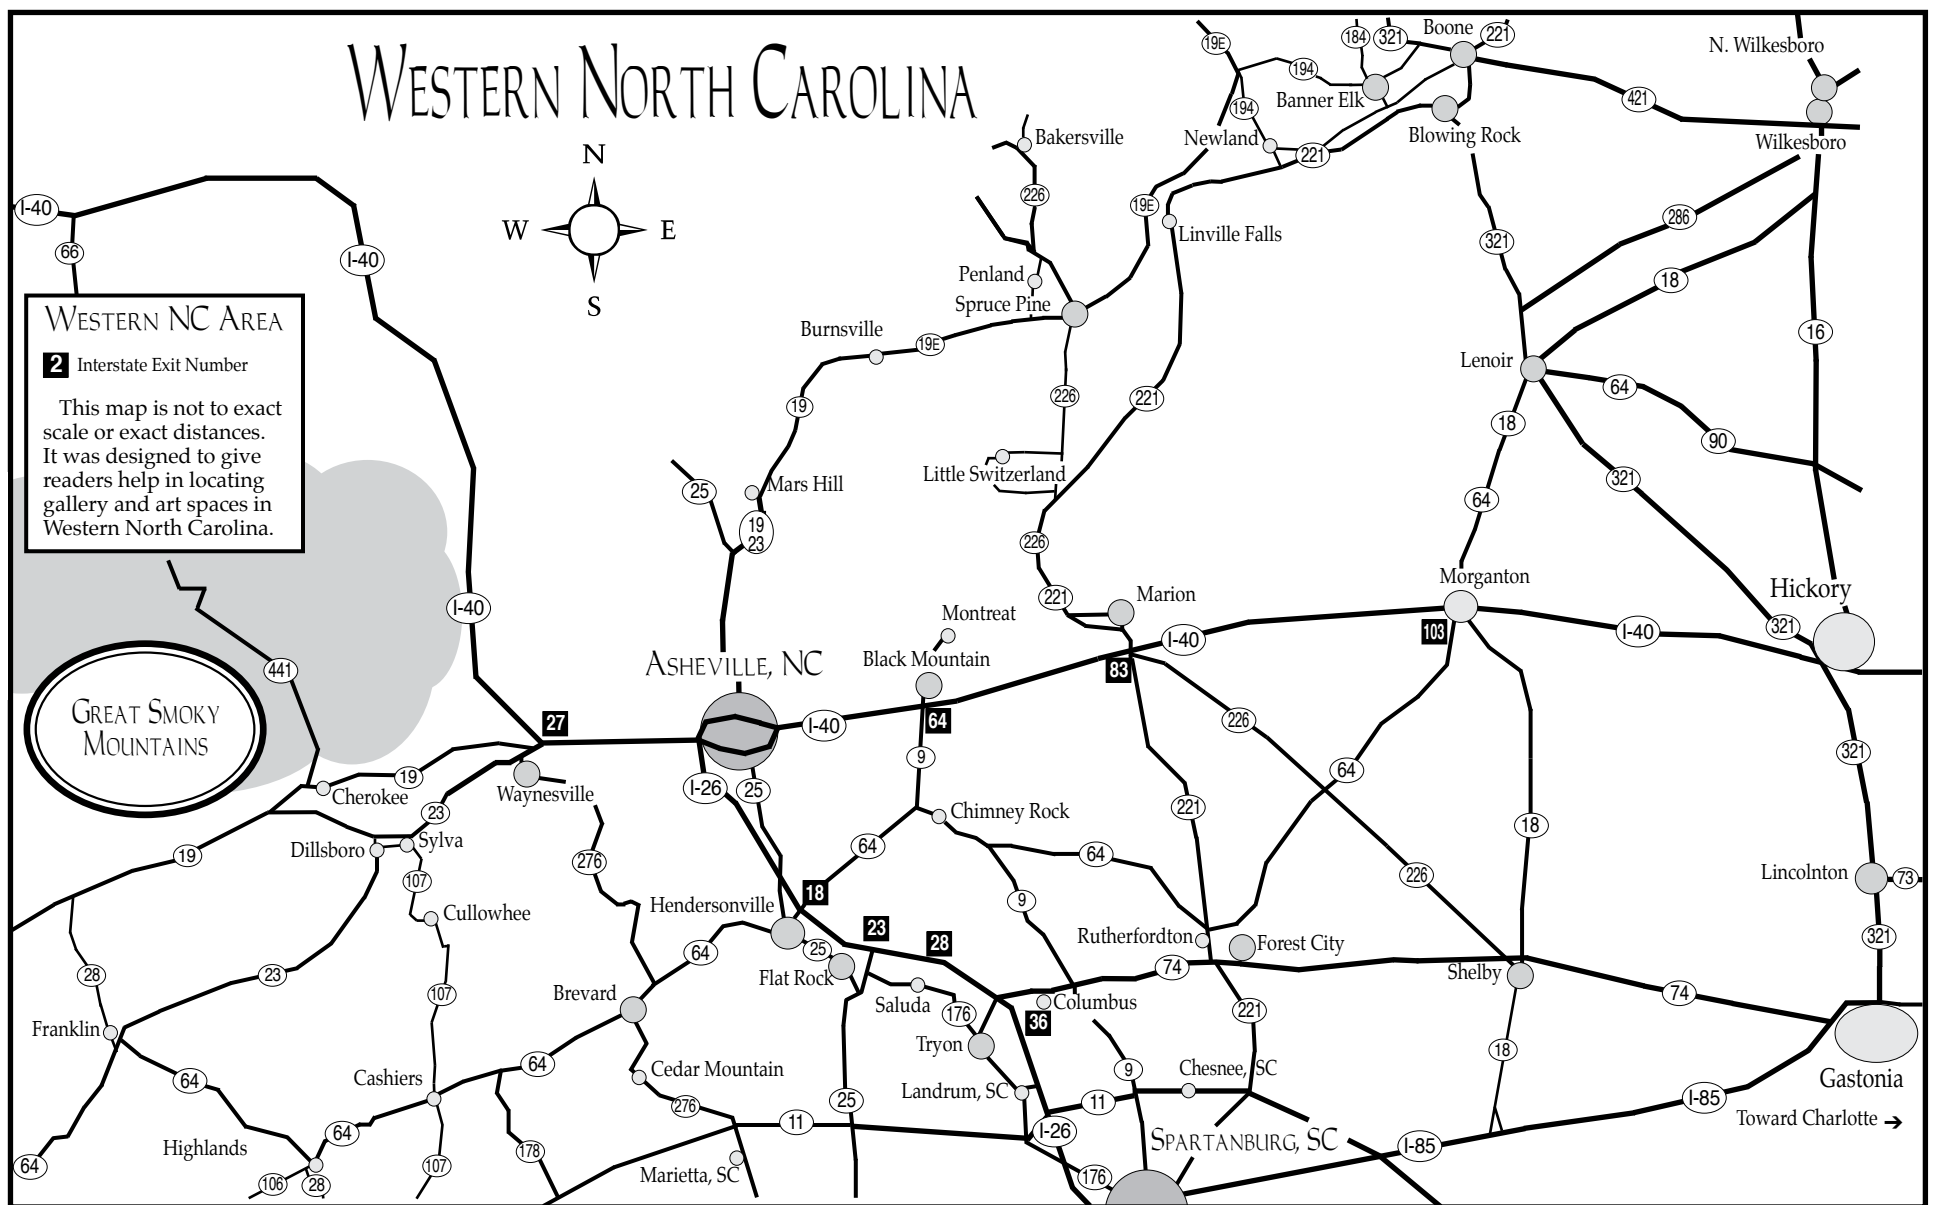 WESTERN NORTH CAROLINA
N
W E
S
WESTERN NC AREA
2 Interstate Exit Number
This map is not to exact
scale or exact distances.
It was designed to give
readers help in locating
gallery and art spaces in
Western North Carolina.
GREAT SMOKY
MOUNTAINS
19E
184
321
Boone
221
N. Wilkesboro
194
Banner Elk
194
421
Bakersville
Newland
221
Blowing Rock
Wilkesboro
I-40
66
I-40
226
19E
Linville Falls
286
321
18
Penland
Spruce Pine
Burnsville
19E
16
Lenoir
64
226
221
19
18
90
Little Switzerland
321
25
Mars Hill
64
19
23
226
Morganton
Hickory
I-40
221
Marion
Montreat
103
I-40
321
I-40
441
ASHEVILLE, NC
Black Mountain
83
27
I-40
64
226
9
321
19
Cherokee
Waynesville
I-26
25
64
23
Chimney Rock
221
18
Dillsboro
Sylva
19
276
64
64
107
226
Lincolnton
73
18
Hendersonville
9
Cullowhee
23
28
Rutherfordton
Forest City
321
64
25
28
23
Flat Rock
74
Shelby
107
Brevard
Saluda
Columbus
74
176
36
221
Franklin
Tryon
18
64
Cashiers
64
Cedar Mountain
Landrum, SC
9
Chesnee, SC
Gastonia
276
25
11
I-85
11
Toward Charlotte ➔
64
Highlands
178
I-26
SPARTANBURG, SC
I-85
64
107
Marietta, SC
176
106
28